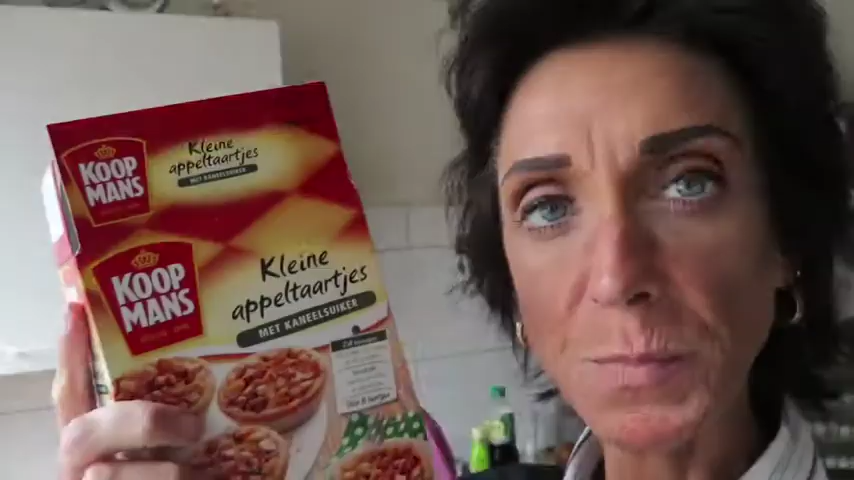 KOOP
MANS
Kleine
appeltaartjes
MET KANEELSUIKER
KOOP
MANS
Kleine
appeltaartjes
MET KANEELSUIKER